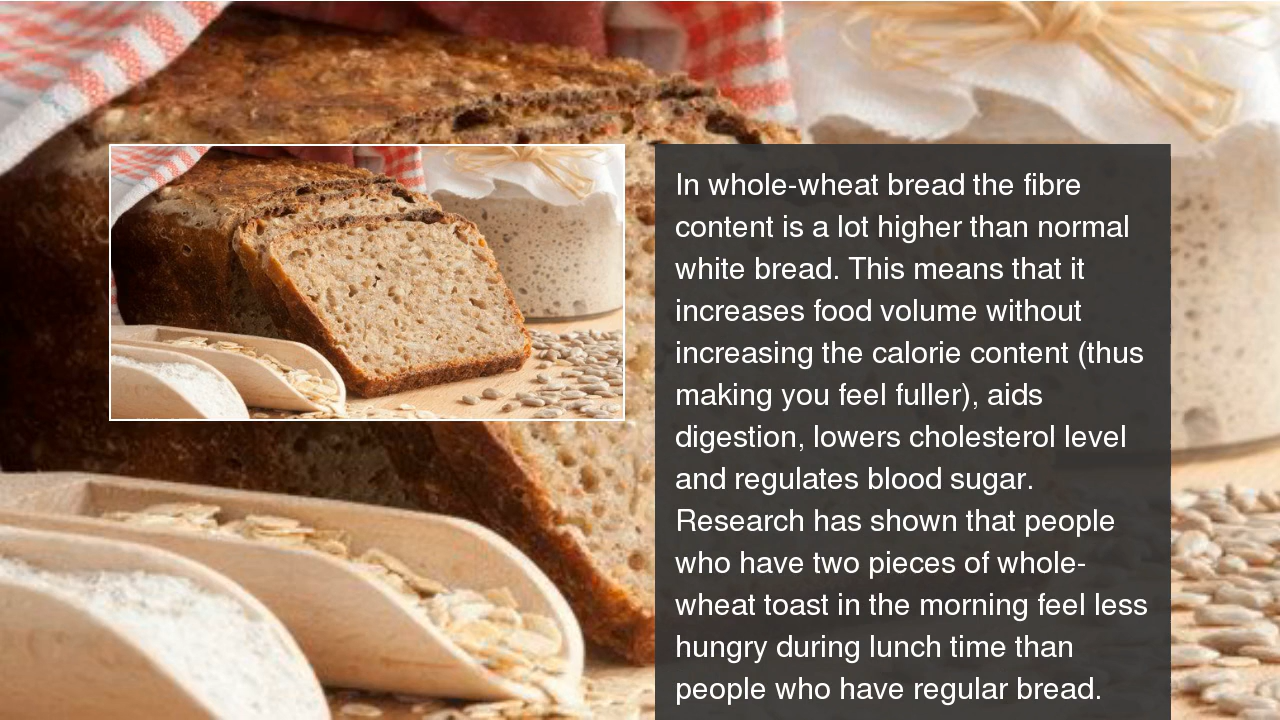 In whole-wheat bread the fibre
content is a lot higher than normal
white bread. This means that it
increases food volume without
increasing the calorie content (thus
making you feel fuller), aids
digestion, lowers cholesterol level
and regulates blood sugar.
Research has shown that people
who have two pieces of whole-
wheat toast in the morning feel less
hungry during lunch time than
people who have regular bread.